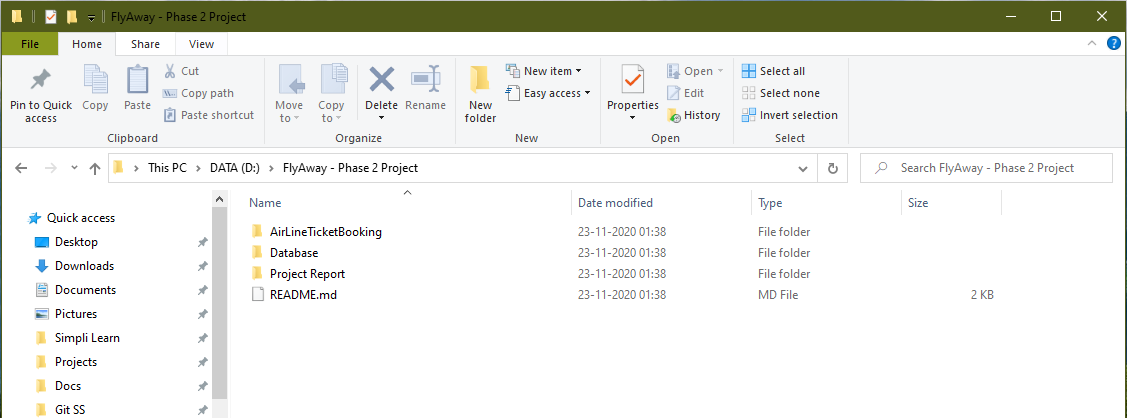 FlyAway - Phase 2 Project
File Home Share View
Pin to Quick access
Copy
Paste
Cut
Copy path
Paste shortcut
Clipboard
Move to
Copy to
Delete
Rename
Organize
New folder
New item
Easy access
New
Properties
Open
Edit
History
Open
Select all
Select none
Invert selection
Select
This PC DATA (D:) FlyAway - Phase 2 Project
Search FlyAway - Phase 2 Project
Quick access
Desktop
Downloads
Documents
Pictures
Simpli Learn
Projects
Docs
Git SS
Name Date modified Type Size
AirLineTicketBooking 23-11-2020 01:38 File folder
Database 23-11-2020 01:38 File folder
Project Report 23-11-2020 01:38 File folder
README.md 23-11-2020 01:38 MD File 2 KB